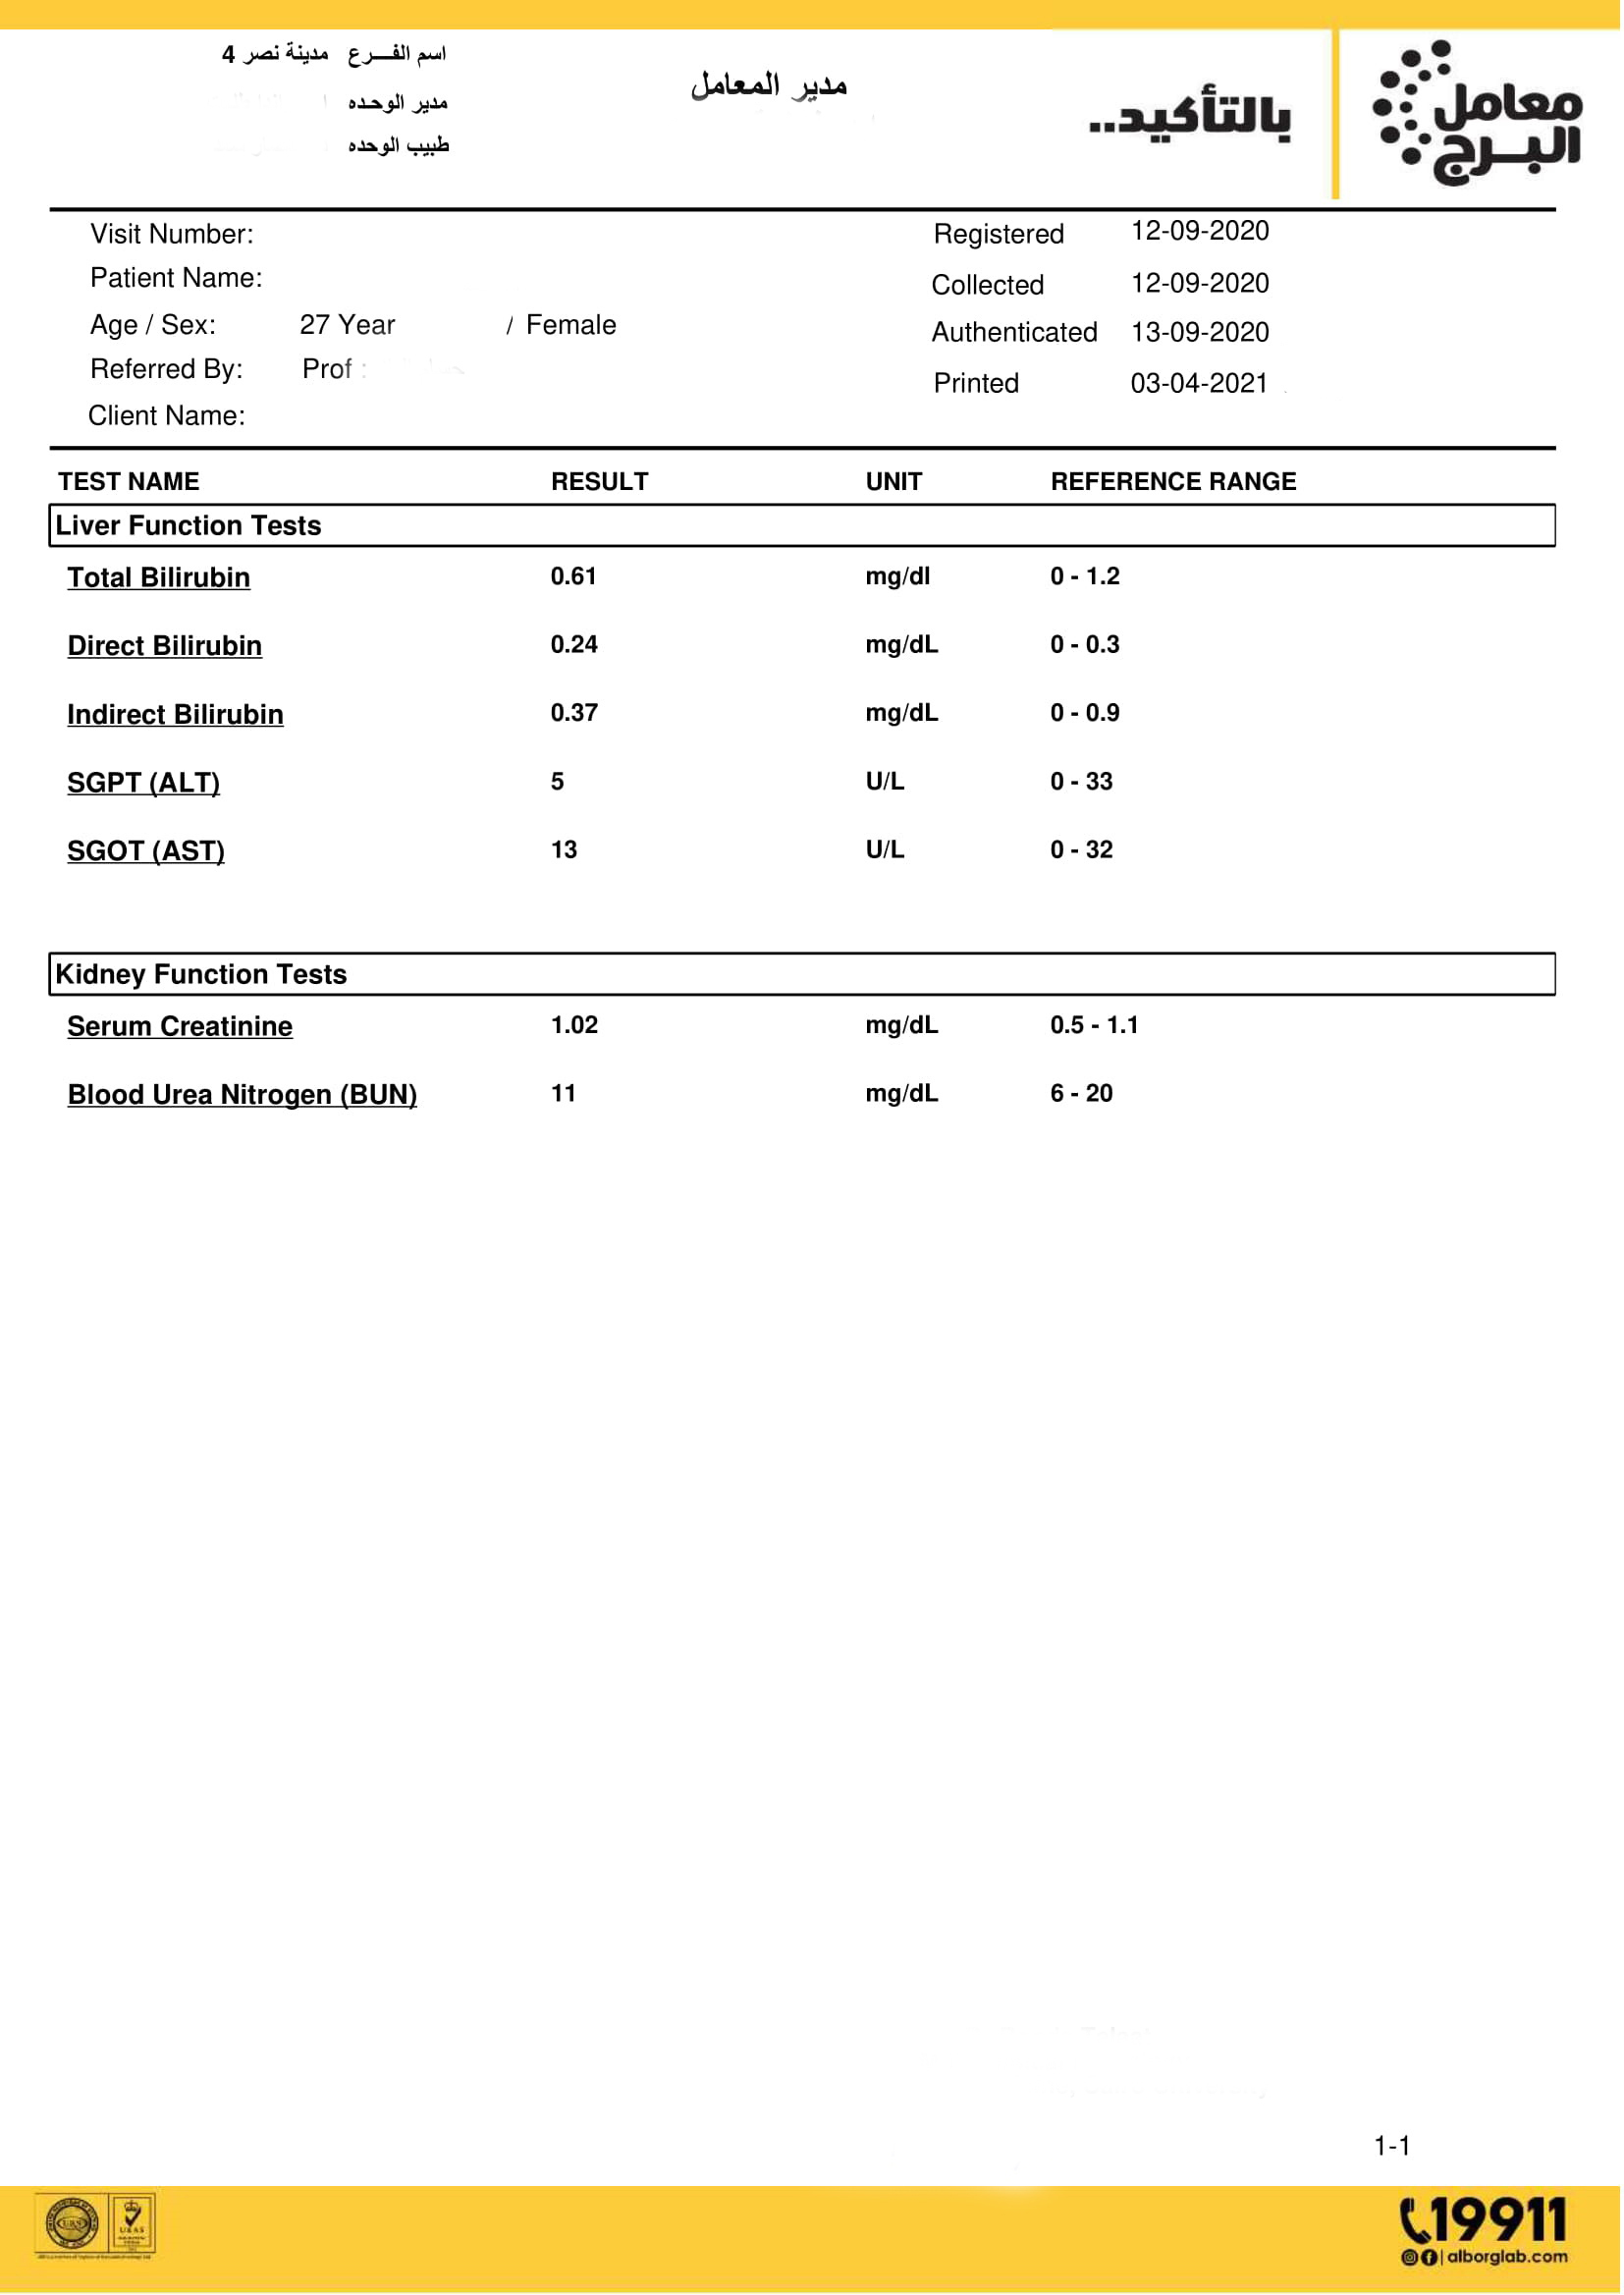 اسم الفـــرع مدينة نصر 4
مدير الوحده
طبيب الوحده
مدير المعامل
بالتأكيد..
معامل
البرج
Visit Number:
Patient Name:
Age / Sex: 27 Year / Female
Referred By: Prof :
Client Name:
Registered 12-09-2020
Collected 12-09-2020
Authenticated 13-09-2020
Printed 03-04-2021
TEST NAME RESULT UNIT REFERENCE RANGE
Liver Function Tests
Total Bilirubin 0.61 mg/dl 0 - 1.2
Direct Bilirubin 0.24 mg/dL 0 - 0.3
Indirect Bilirubin 0.37 mg/dL 0 - 0.9
SGPT (ALT) 5 U/L 0 - 33
SGOT (AST) 13 U/L 0 - 32
Kidney Function Tests
Serum Creatinine 1.02 mg/dL 0.5 - 1.1
Blood Urea Nitrogen (BUN) 11 mg/dL 6 - 20
1-1
URS
UKAS
19911
alborglab.com